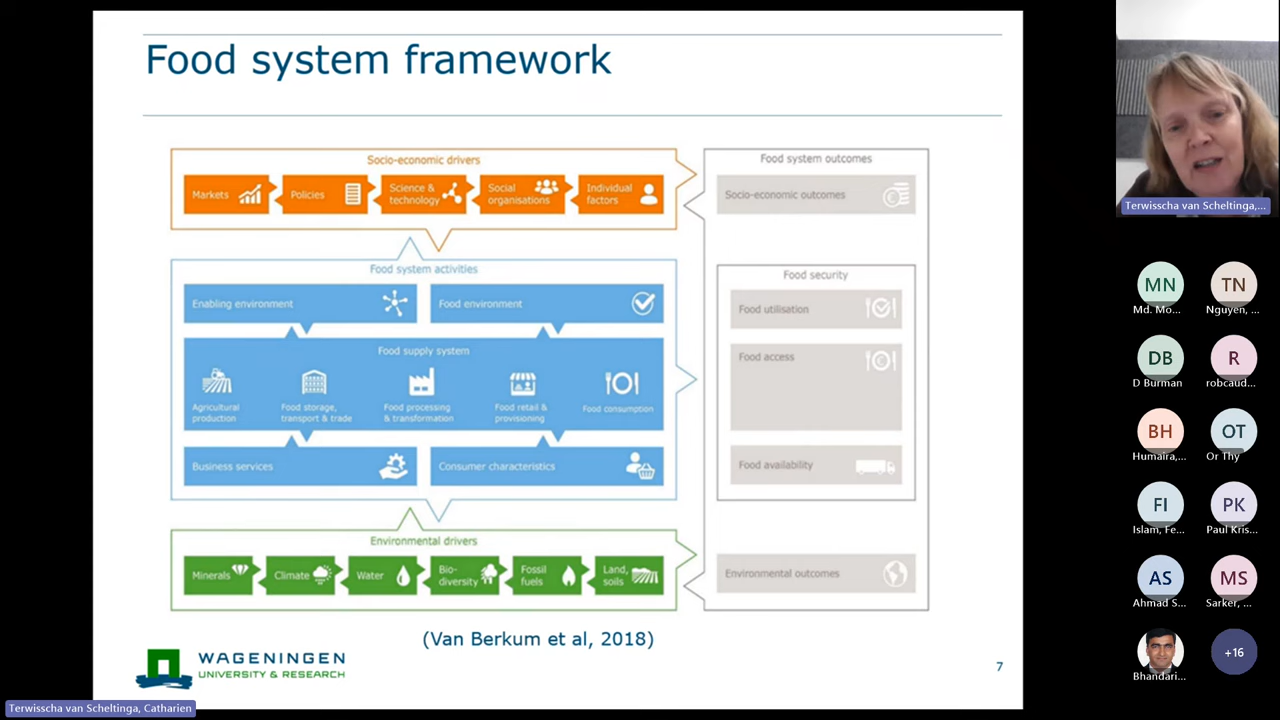 Food system framework
Socio-economic drivers
Markets
Policies
Science &
technology
Social
organisations
Individual
factors
Food system activities
Enabling environment
Food environment
Food supply system
Agricultural
production
Food storage,
transport & trade
Food processing
& transformation
Food retail &
provisioning
Food consumption
Business services
Consumer characteristics
Environmental drivers
Minerals
Climate
Water
Bio-
diversity
Fossil
fuels
Land,
soils
Food system outcomes
Socio-economic outcomes
Food security
Food utilisation
Food access
Food availability
Environmental outcomes
(Van Berkum et al, 2018)
WAGENINGEN
UNIVERSITY & RESEARCH
7
Terwisscha van Scheltinga, Catharien
Terwisscha van Scheltinga,...
MN
Md. Mo...
TN
Nguyen, ...
DB
D Burman
R
robcaud...
BH
Humaira,...
OT
Or Thy
FI
Islam, Fe...
PK
Paul Kris...
AS
Ahmad S...
MS
Sarker, ...
Bhandari...
+16